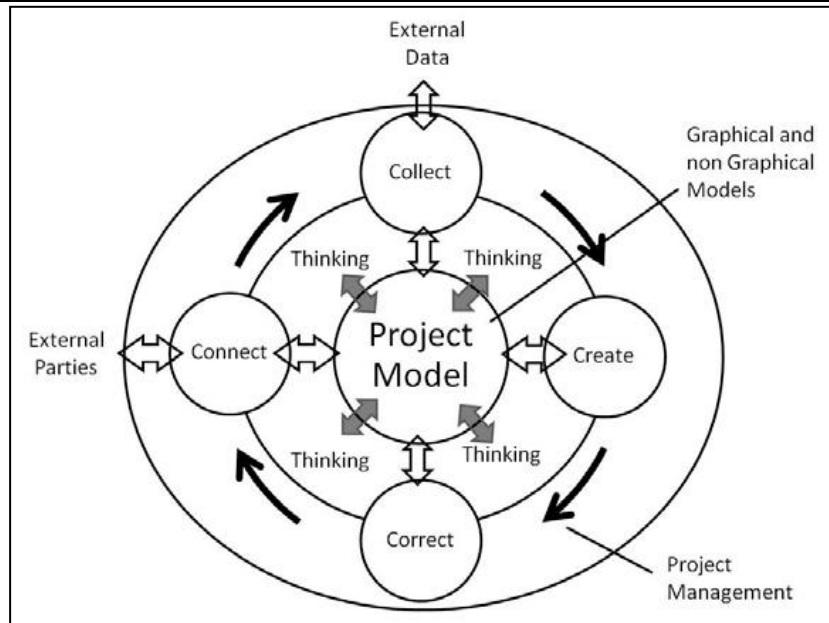 External
Data
Graphical and
non Graphical
Models
Collect
Thinking
Thinking
External
Parties
Connect
Project
Model
Create
Thinking
Thinking
Correct
Project
Management